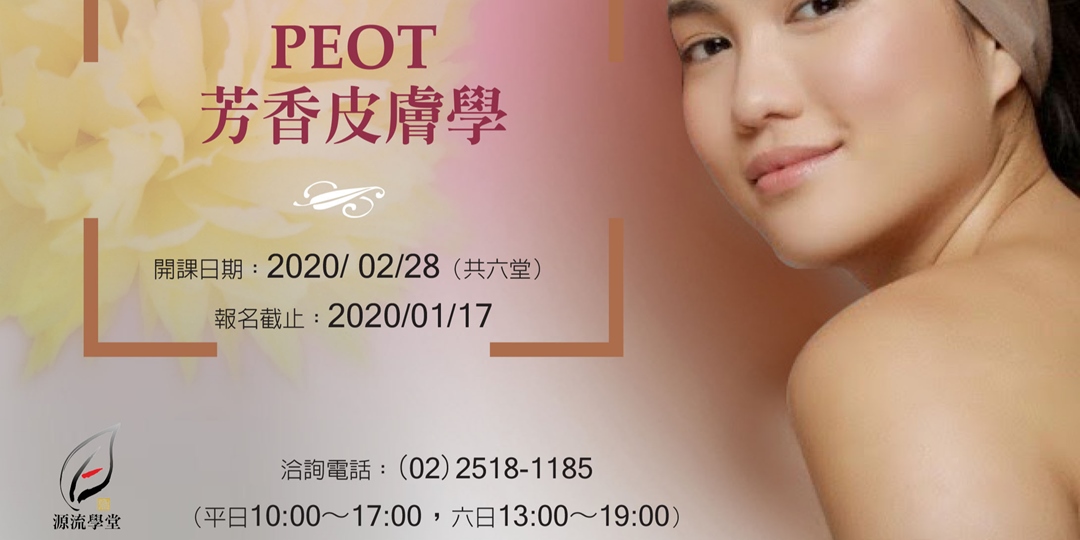 PEOT
芳香皮膚學
開課日期：2020/ 02/28（共六堂）
報名截止：2020/01/17
洽詢電話：(02)2518-1185
（平日10:00～17:00，六日13:00～19:00）
源流學堂